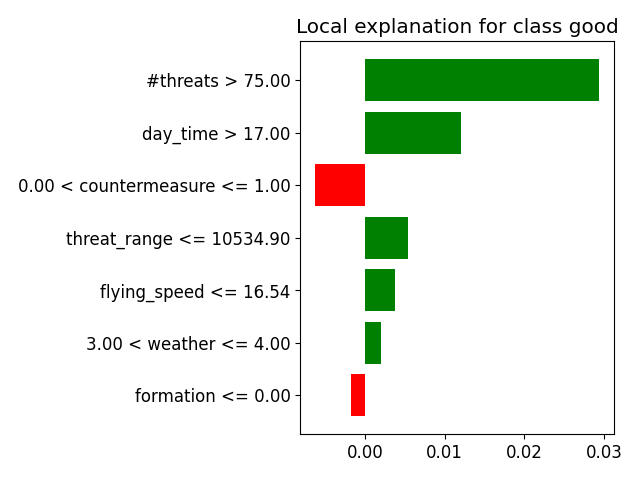 Local explanation for class good
#threats > 75.00
day_time > 17.00
0.00 < countermeasure <= 1.00
threat_range <= 10534.90
flying_speed <= 16.54
3.00 < weather <= 4.00
formation <= 0.00
0.00 0.01 0.02 0.03